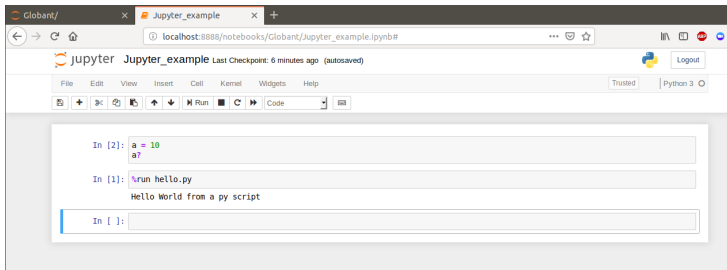 Globant/
Jupyter_example
localhost:8888/notebooks/Globant/Jupyter_example.ipynb#
ABP
jupyter Jupyter_example Last Checkpoint: 6 minutes ago (autosaved)
Logout
File Edit View Insert Cell Kernel Widgets Help
Trusted Python 3
Run Code
In [2]: a = 10
a?
In [1]: %run hello.py
Hello World from a py script
In [ ]: